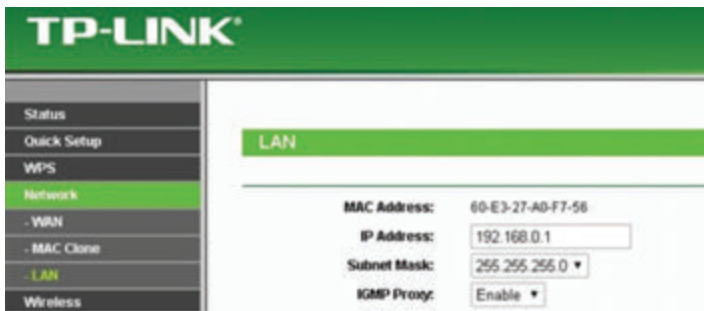 TP-LINK
Status
Quick Setup
WPS
Network
- WAN
- MAC Clone
- LAN
Wireless
LAN
MAC Address: 60-E3-27-A0-F7-56
IP Address: 192.168.0.1
Subnet Mask: 255.255.255.0
IGMP Proxy: Enable